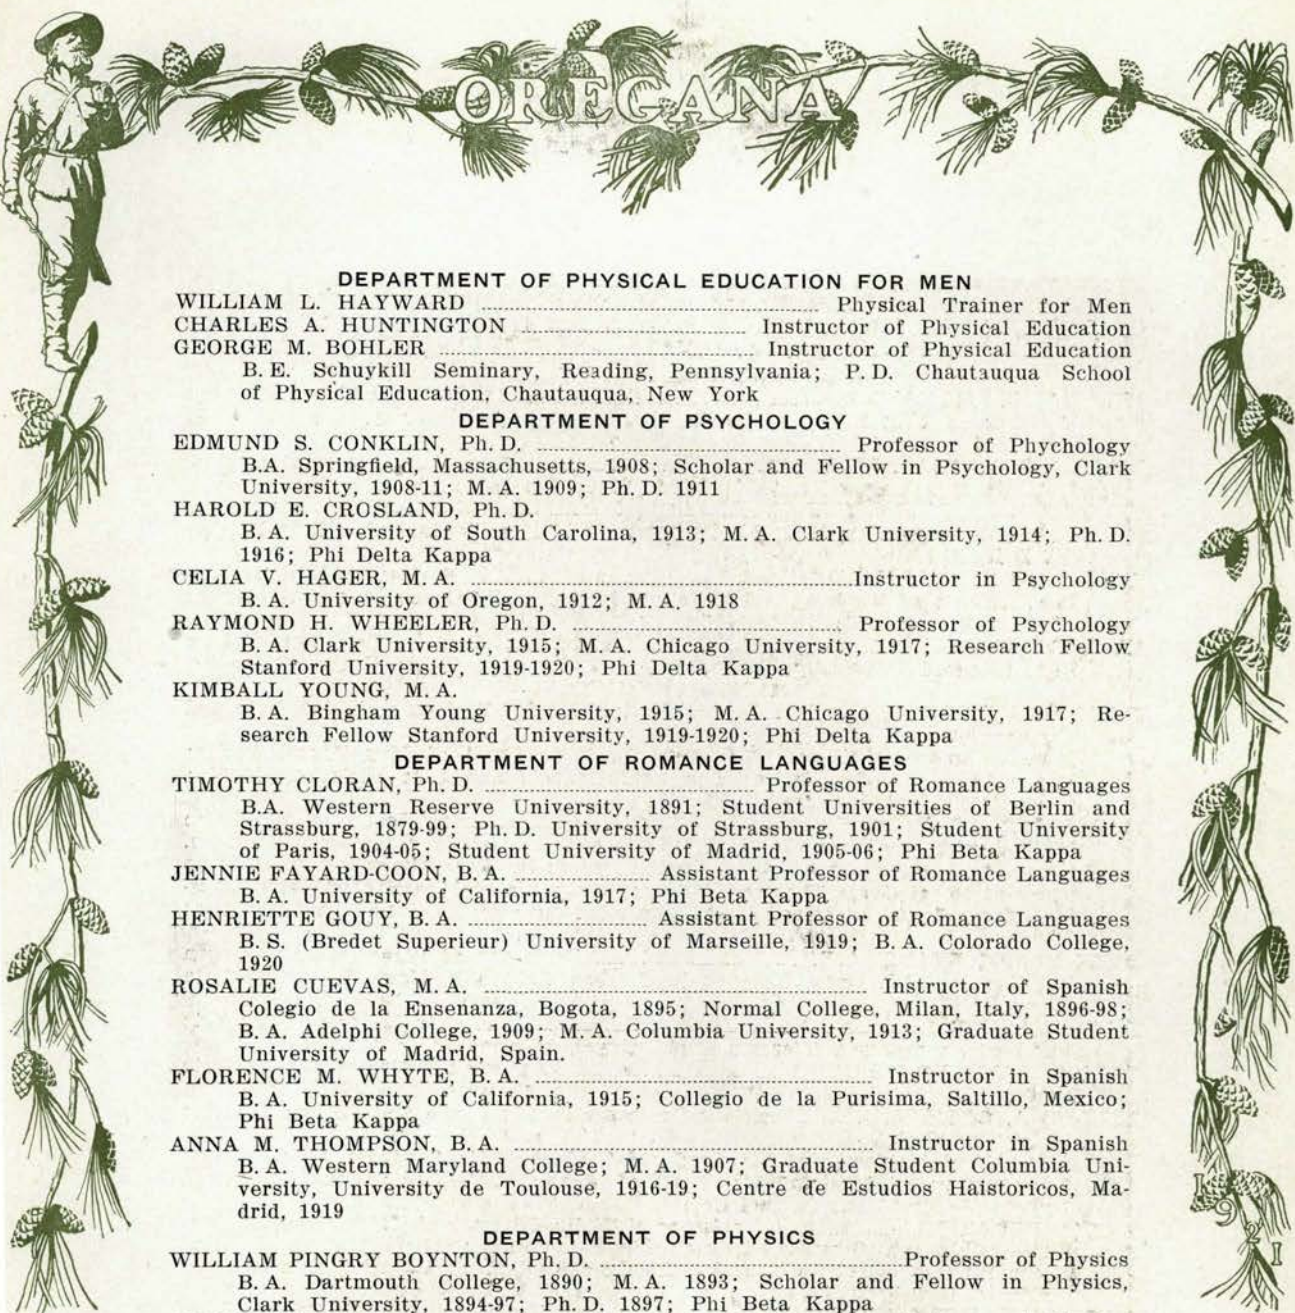 OREGANA
DEPARTMENT OF PHYSICAL EDUCATION FOR MEN
WILLIAM L. HAYWARD ........ Physical Trainer for Men
CHARLES A. HUNTINGTON ........ Instructor of Physical Education
GEORGE M. BOHLER ........ Instructor of Physical Education
B. E. Schuykill Seminary, Reading, Pennsylvania; P. D. Chautauqua School
of Physical Education, Chautauqua, New York
DEPARTMENT OF PSYCHOLOGY
EDMUND S. CONKLIN, Ph. D. ........ Professor of Phychology
B.A. Springfield, Massachusetts, 1908; Scholar and Fellow in Psychology, Clark
University, 1908-11; M. A. 1909; Ph. D. 1911
HAROLD E. CROSLAND, Ph. D.
B. A. University of South Carolina, 1913; M. A. Clark University, 1914; Ph. D.
1916; Phi Delta Kappa
CELIA V. HAGER, M. A. ........ Instructor in Psychology
B. A. University of Oregon, 1912; M. A. 1918
RAYMOND H. WHEELER, Ph. D. ........ Professor of Psychology
B. A. Clark University, 1915; M. A. Chicago University, 1917; Research Fellow
Stanford University, 1919-1920; Phi Delta Kappa
KIMBALL YOUNG, M. A.
B. A. Bingham Young University, 1915; M. A. Chicago University, 1917; Re-
search Fellow Stanford University, 1919-1920; Phi Delta Kappa
DEPARTMENT OF ROMANCE LANGUAGES
TIMOTHY CLORAN, Ph. D. ........ Professor of Romance Languages
B.A. Western Reserve University, 1891; Student Universities of Berlin and
Strassburg, 1879-99; Ph. D. University of Strassburg, 1901; Student University
of Paris, 1904-05; Student University of Madrid, 1905-06; Phi Beta Kappa
JENNIE FAYARD-COON, B. A. ........ Assistant Professor of Romance Languages
B. A. University of California, 1917; Phi Beta Kappa
HENRIETTE GOUY, B. A. ........ Assistant Professor of Romance Languages
B. S. (Bredet Superieur) University of Marseille, 1919; B. A. Colorado College,
1920
ROSALIE CUEVAS, M. A. ........ Instructor of Spanish
Colegio de la Ensenanza, Bogota, 1895; Normal College, Milan, Italy, 1896-98;
B. A. Adelphi College, 1909; M. A. Columbia University, 1913; Graduate Student
University of Madrid, Spain.
FLORENCE M. WHYTE, B. A. ........ Instructor in Spanish
B. A. University of California, 1915; Collegio de la Purisima, Saltillo, Mexico;
Phi Beta Kappa
ANNA M. THOMPSON, B. A. ........ Instructor in Spanish
B. A. Western Maryland College; M. A. 1907; Graduate Student Columbia Uni-
versity, University de Toulouse, 1916-19; Centre de Estudios Haistoricos, Ma-
drid, 1919
DEPARTMENT OF PHYSICS
WILLIAM PINGRY BOYNTON, Ph. D. ........ Professor of Physics
B. A. Dartmouth College, 1890; M. A. 1893; Scholar and Fellow in Physics,
Clark University, 1894-97; Ph. D. 1897; Phi Beta Kappa
1921